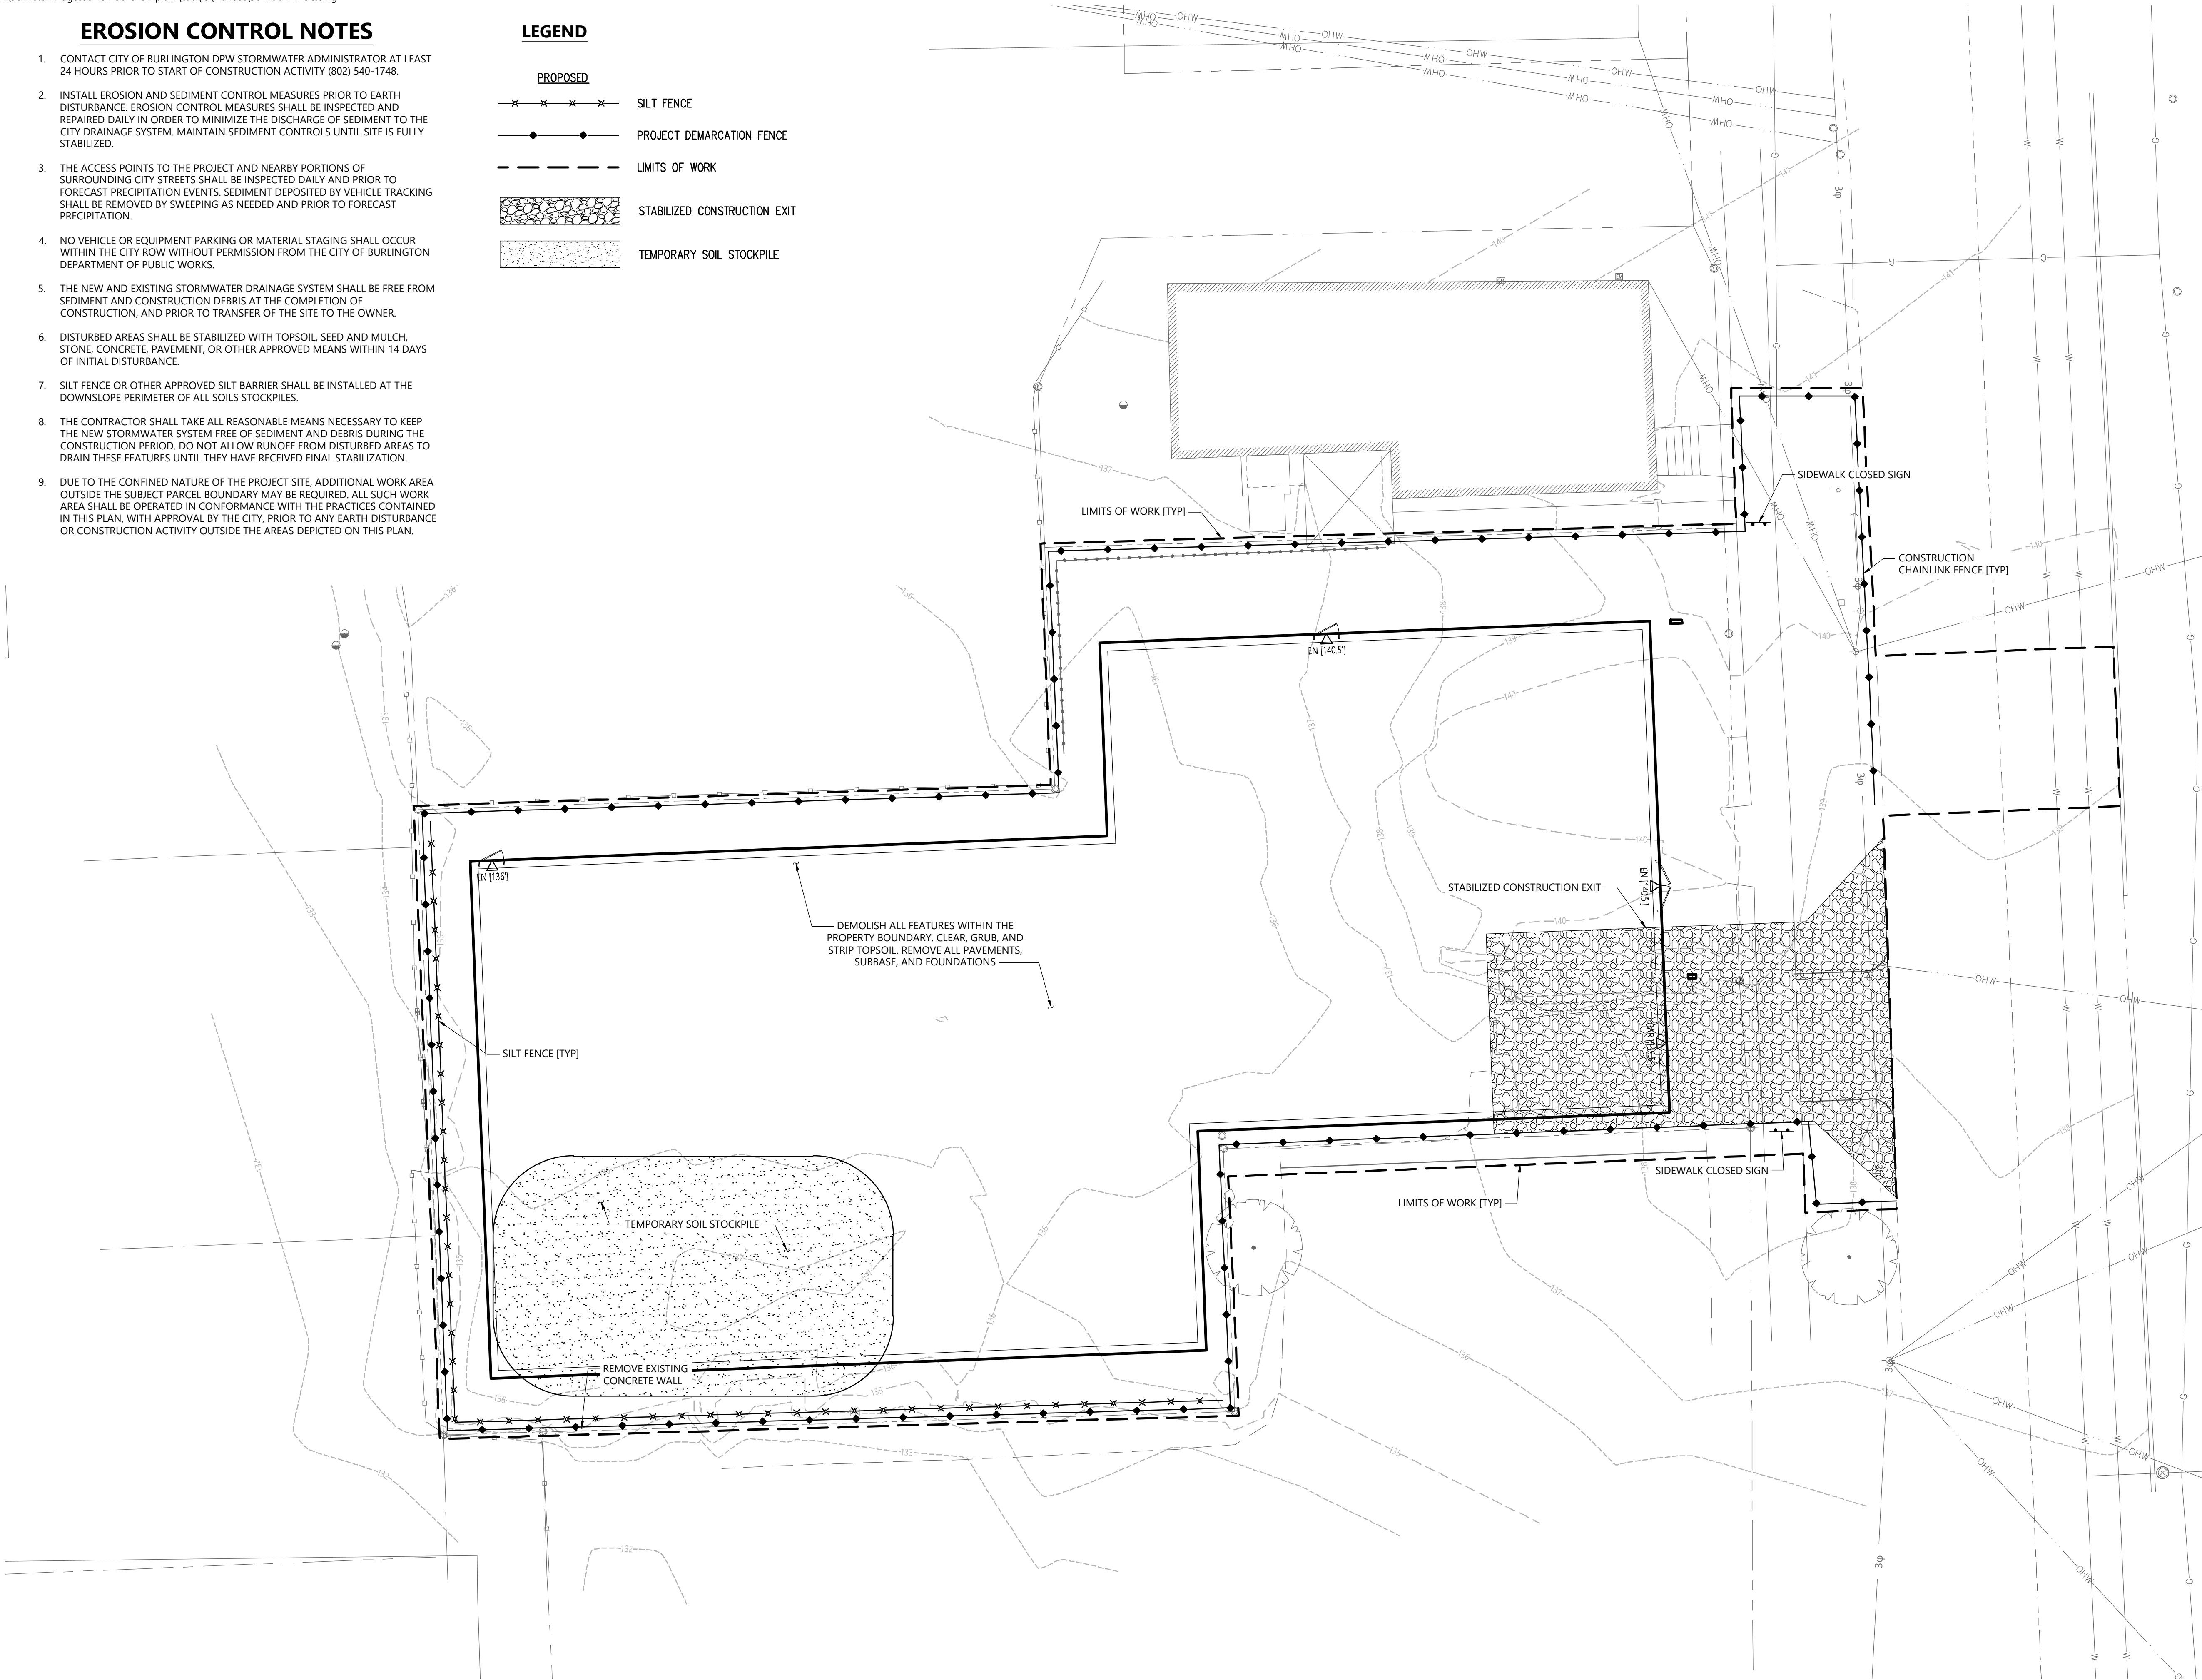 EROSION CONTROL NOTES
1. CONTACT CITY OF BURLINGTON DPW STORMWATER ADMINISTRATOR AT LEAST
24 HOURS PRIOR TO START OF CONSTRUCTION ACTIVITY (802) 540-1748.
2. INSTALL EROSION AND SEDIMENT CONTROL MEASURES PRIOR TO EARTH
DISTURBANCE. EROSION CONTROL MEASURES SHALL BE INSPECTED AND
REPAIRED DAILY IN ORDER TO MINIMIZE THE DISCHARGE OF SEDIMENT TO THE
CITY DRAINAGE SYSTEM. MAINTAIN SEDIMENT CONTROLS UNTIL SITE IS FULLY
STABILIZED.
3. THE ACCESS POINTS TO THE PROJECT AND NEARBY PORTIONS OF
SURROUNDING CITY STREETS SHALL BE INSPECTED DAILY AND PRIOR TO
FORECAST PRECIPITATION EVENTS. SEDIMENT DEPOSITED BY VEHICLE TRACKING
SHALL BE REMOVED BY SWEEPING AS NEEDED AND PRIOR TO FORECAST
PRECIPITATION.
4. NO VEHICLE OR EQUIPMENT PARKING OR MATERIAL STAGING SHALL OCCUR
WITHIN THE CITY ROW WITHOUT PERMISSION FROM THE CITY OF BURLINGTON
DEPARTMENT OF PUBLIC WORKS.
5. THE NEW AND EXISTING STORMWATER DRAINAGE SYSTEM SHALL BE FREE FROM
SEDIMENT AND CONSTRUCTION DEBRIS AT THE COMPLETION OF
CONSTRUCTION, AND PRIOR TO TRANSFER OF THE SITE TO THE OWNER.
6. DISTURBED AREAS SHALL BE STABILIZED WITH TOPSOIL, SEED AND MULCH,
STONE, CONCRETE, PAVEMENT, OR OTHER APPROVED MEANS WITHIN 14 DAYS
OF INITIAL DISTURBANCE.
7. SILT FENCE OR OTHER APPROVED SILT BARRIER SHALL BE INSTALLED AT THE
DOWNSLOPE PERIMETER OF ALL SOILS STOCKPILES.
8. THE CONTRACTOR SHALL TAKE ALL REASONABLE MEANS NECESSARY TO KEEP
THE NEW STORMWATER SYSTEM FREE OF SEDIMENT AND DEBRIS DURING THE
CONSTRUCTION PERIOD. DO NOT ALLOW RUNOFF FROM DISTURBED AREAS TO
DRAIN THESE FEATURES UNTIL THEY HAVE RECEIVED FINAL STABILIZATION.
9. DUE TO THE CONFINED NATURE OF THE PROJECT SITE, ADDITIONAL WORK AREA
OUTSIDE THE SUBJECT PARCEL BOUNDARY MAY BE REQUIRED. ALL SUCH WORK
AREA SHALL BE OPERATED IN CONFORMANCE WITH THE PRACTICES CONTAINED
IN THIS PLAN, WITH APPROVAL BY THE CITY, PRIOR TO ANY EARTH DISTURBANCE
OR CONSTRUCTION ACTIVITY OUTSIDE THE AREAS DEPICTED ON THIS PLAN.
LEGEND
PROPOSED
SILT FENCE
PROJECT DEMARCATION FENCE
LIMITS OF WORK
STABILIZED CONSTRUCTION EXIT
TEMPORARY SOIL STOCKPILE
SIDEWALK CLOSED SIGN
LIMITS OF WORK [TYP]
CONSTRUCTION
CHAINLINK FENCE [TYP]
EN [140.5']
EN [136']
STABILIZED CONSTRUCTION EXIT
EN [140.5']
DEMOLISH ALL FEATURES WITHIN THE
PROPERTY BOUNDARY. CLEAR, GRUB, AND
STRIP TOPSOIL. REMOVE ALL PAVEMENTS,
SUBBASE, AND FOUNDATIONS
SILT FENCE [TYP]
SIDEWALK CLOSED SIGN
LIMITS OF WORK [TYP]
TEMPORARY SOIL STOCKPILE
REMOVE EXISTING
CONCRETE WALL